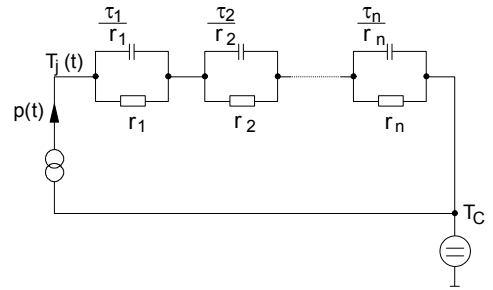 τ1 τ2 τn
r1 r2 rn
Tj (t)
p(t)
r1 r2 rn
TC